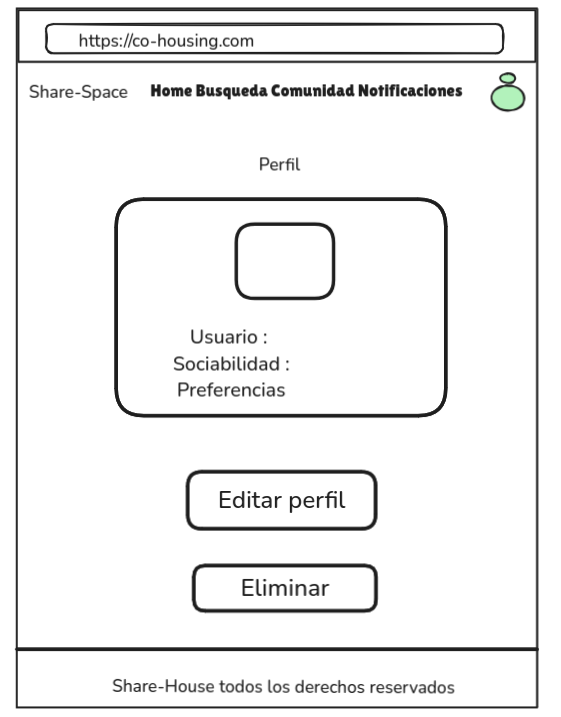 https://co-housing.com
Share-Space Home Busqueda Comunidad Notificaciones
Perfil
Usuario :
Sociabilidad :
Preferencias
Editar perfil
Eliminar
Share-House todos los derechos reservados